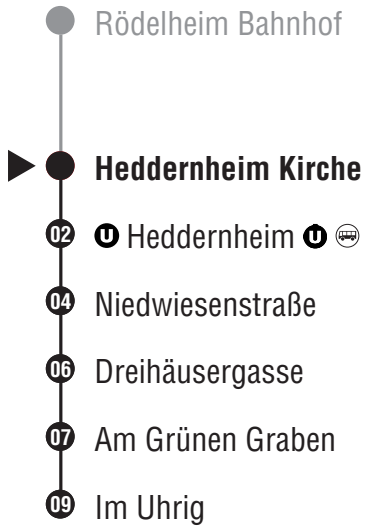 Rödelheim Bahnhof
Heddernheim Kirche
02 U Heddernheim U
04 Niedwiesenstraße
06 Dreihäusergasse
07 Am Grünen Graben
09 Im Uhrig